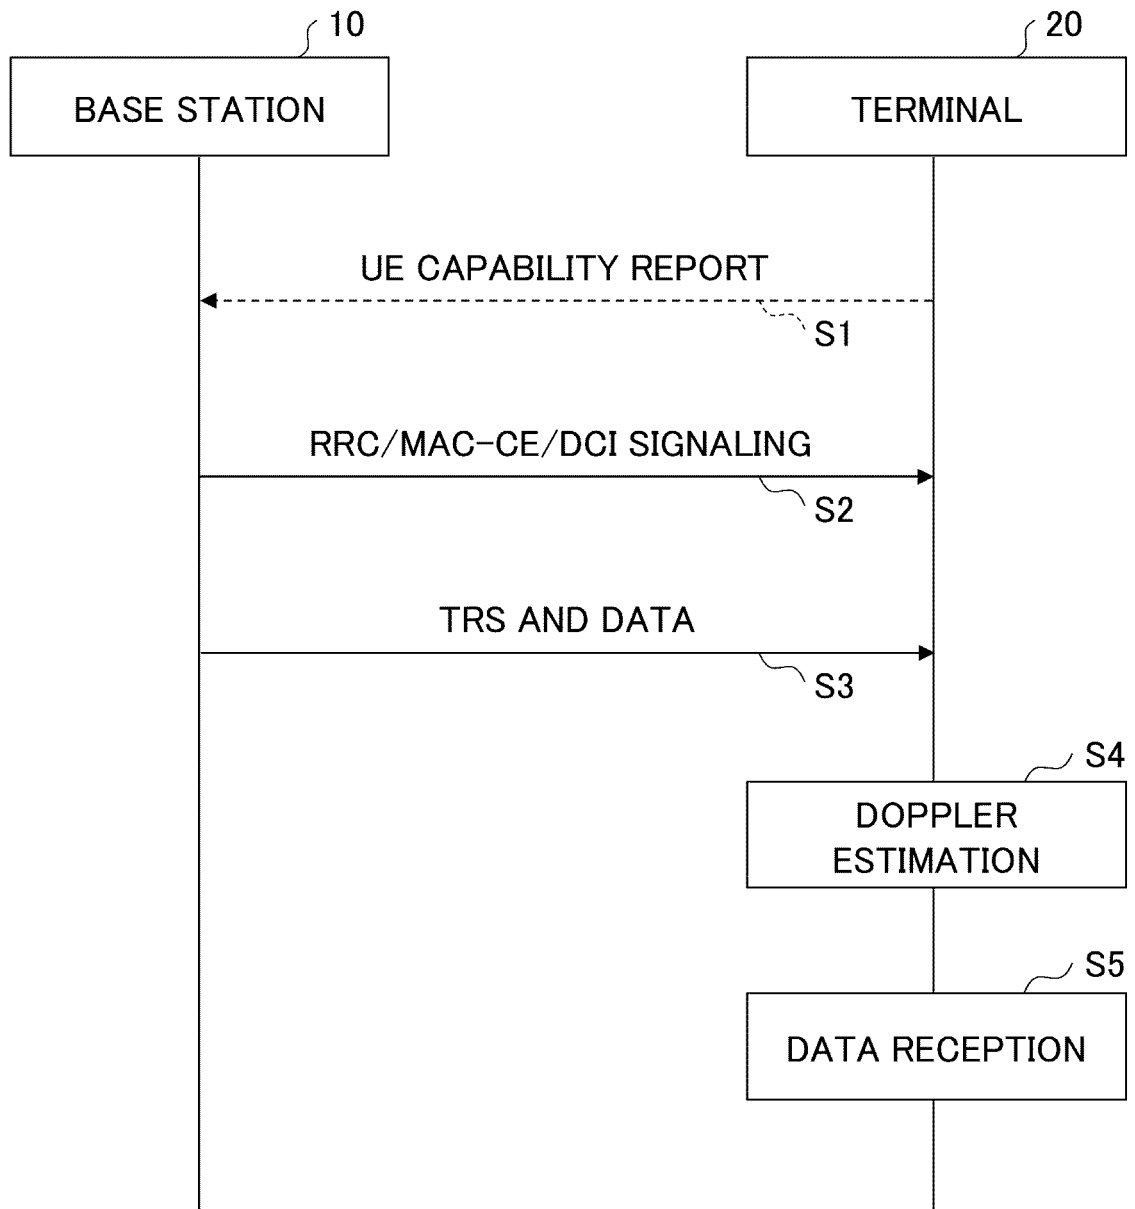 10
20
BASE STATION
TERMINAL
UE CAPABILITY REPORT
S1
RRC/MAC-CE/DCI SIGNALING
S2
TRS AND DATA
S3
S4
DOPPLER
ESTIMATION
S5
DATA RECEPTION